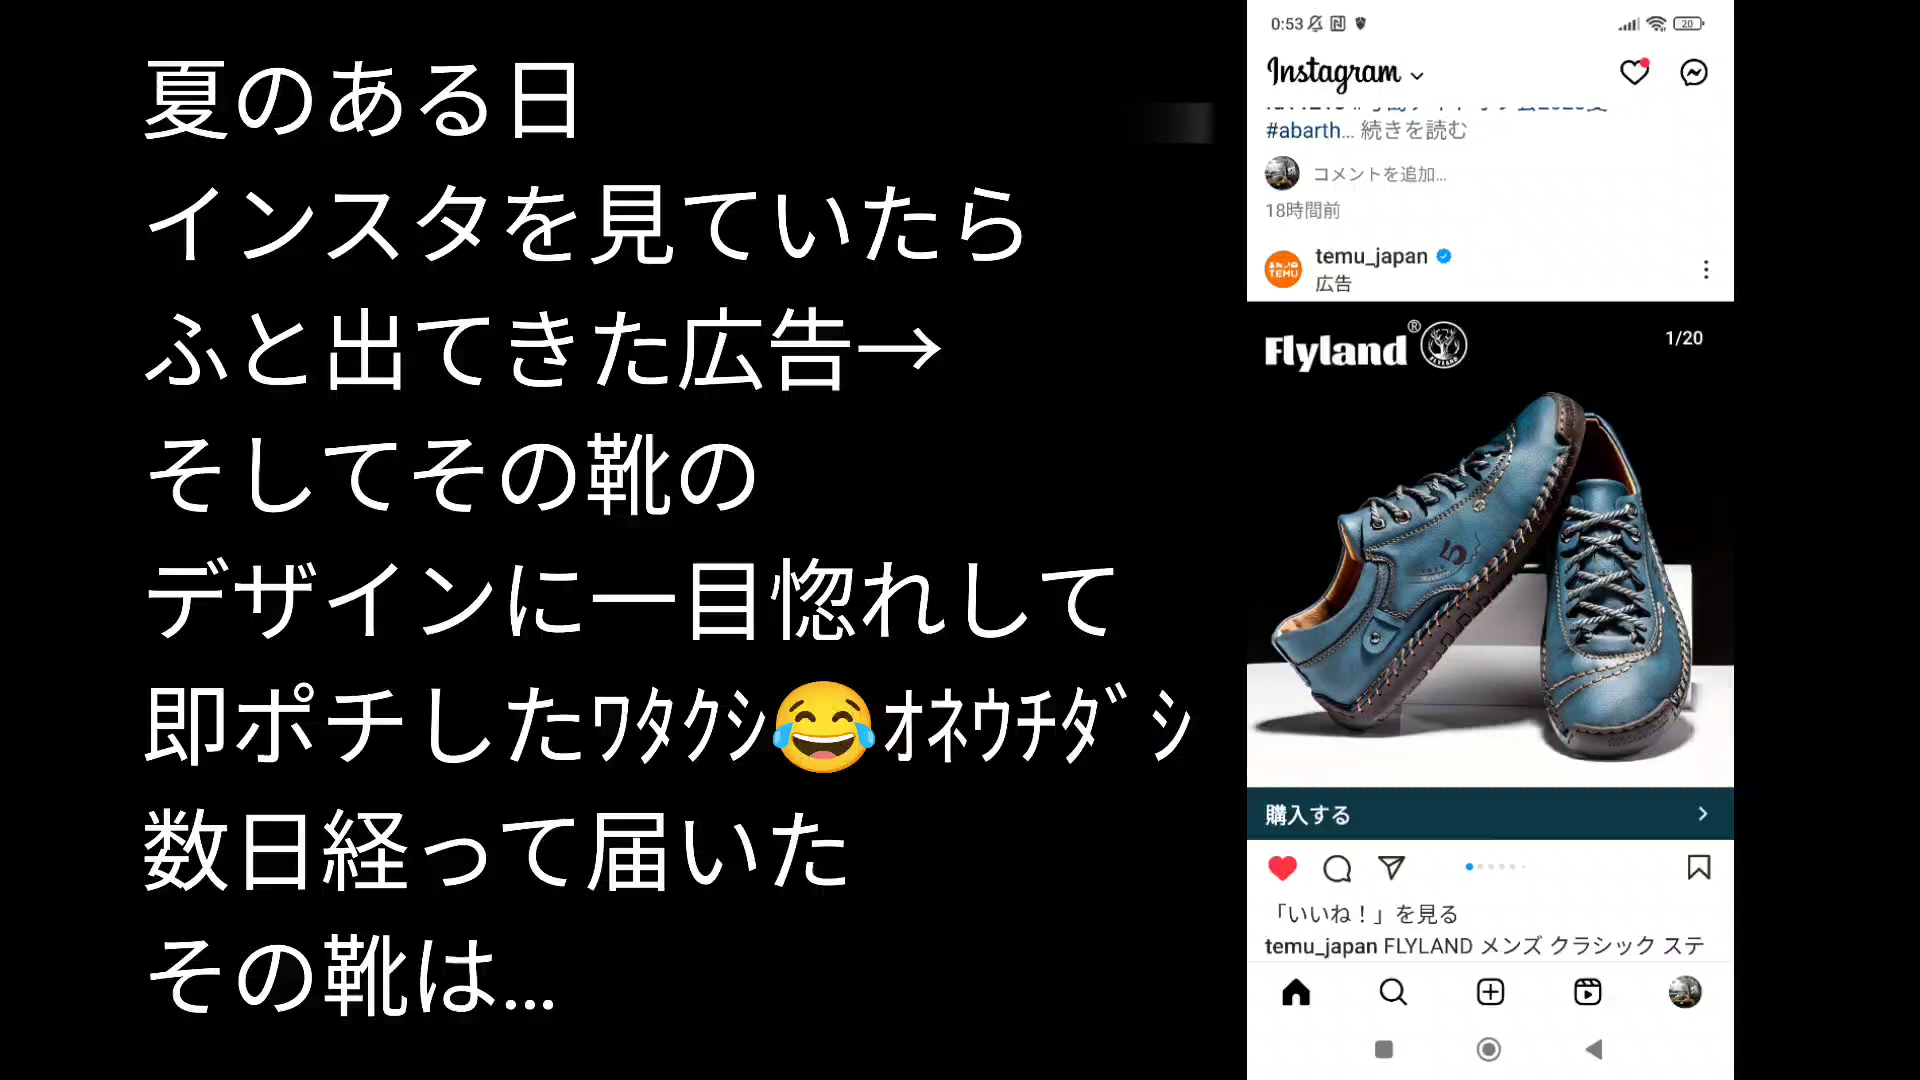 夏のある日
インスタを見ていたら
ふと出てきた広告→
そしてその靴の
デザインに一目惚れして
即ポチしたﾜﾀｸｼ😂ｵﾈｳﾁﾀﾞｼ
数日経って届いた
その靴は...
0:53
20
Instagram
#abarth... 続きを読む
コメントを追加...
18時間前
TEMU
temu_japan
広告
Flyland®
FLYLAND
1/20
5
購入する
「いいね！」を見る
temu_japan FLYLAND メンズ クラシック ステ